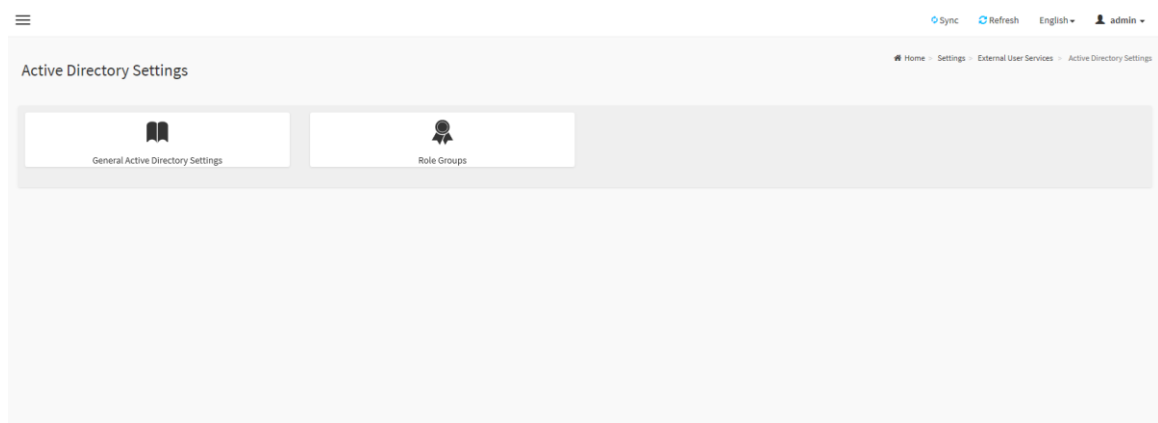 Sync Refresh English admin
Active Directory Settings
Home > Settings > External User Services > Active Directory Settings
General Active Directory Settings
Role Groups